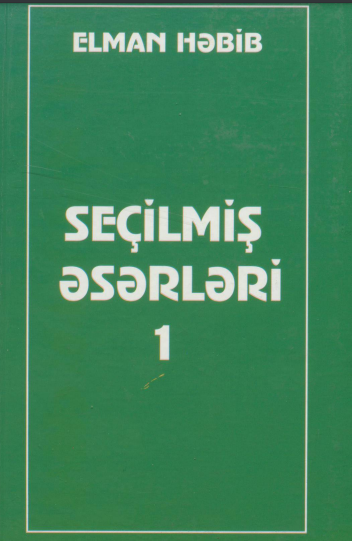 ELMAN HƏBİB
SEÇİLMİŞ
ƏSƏRLƏRİ
1